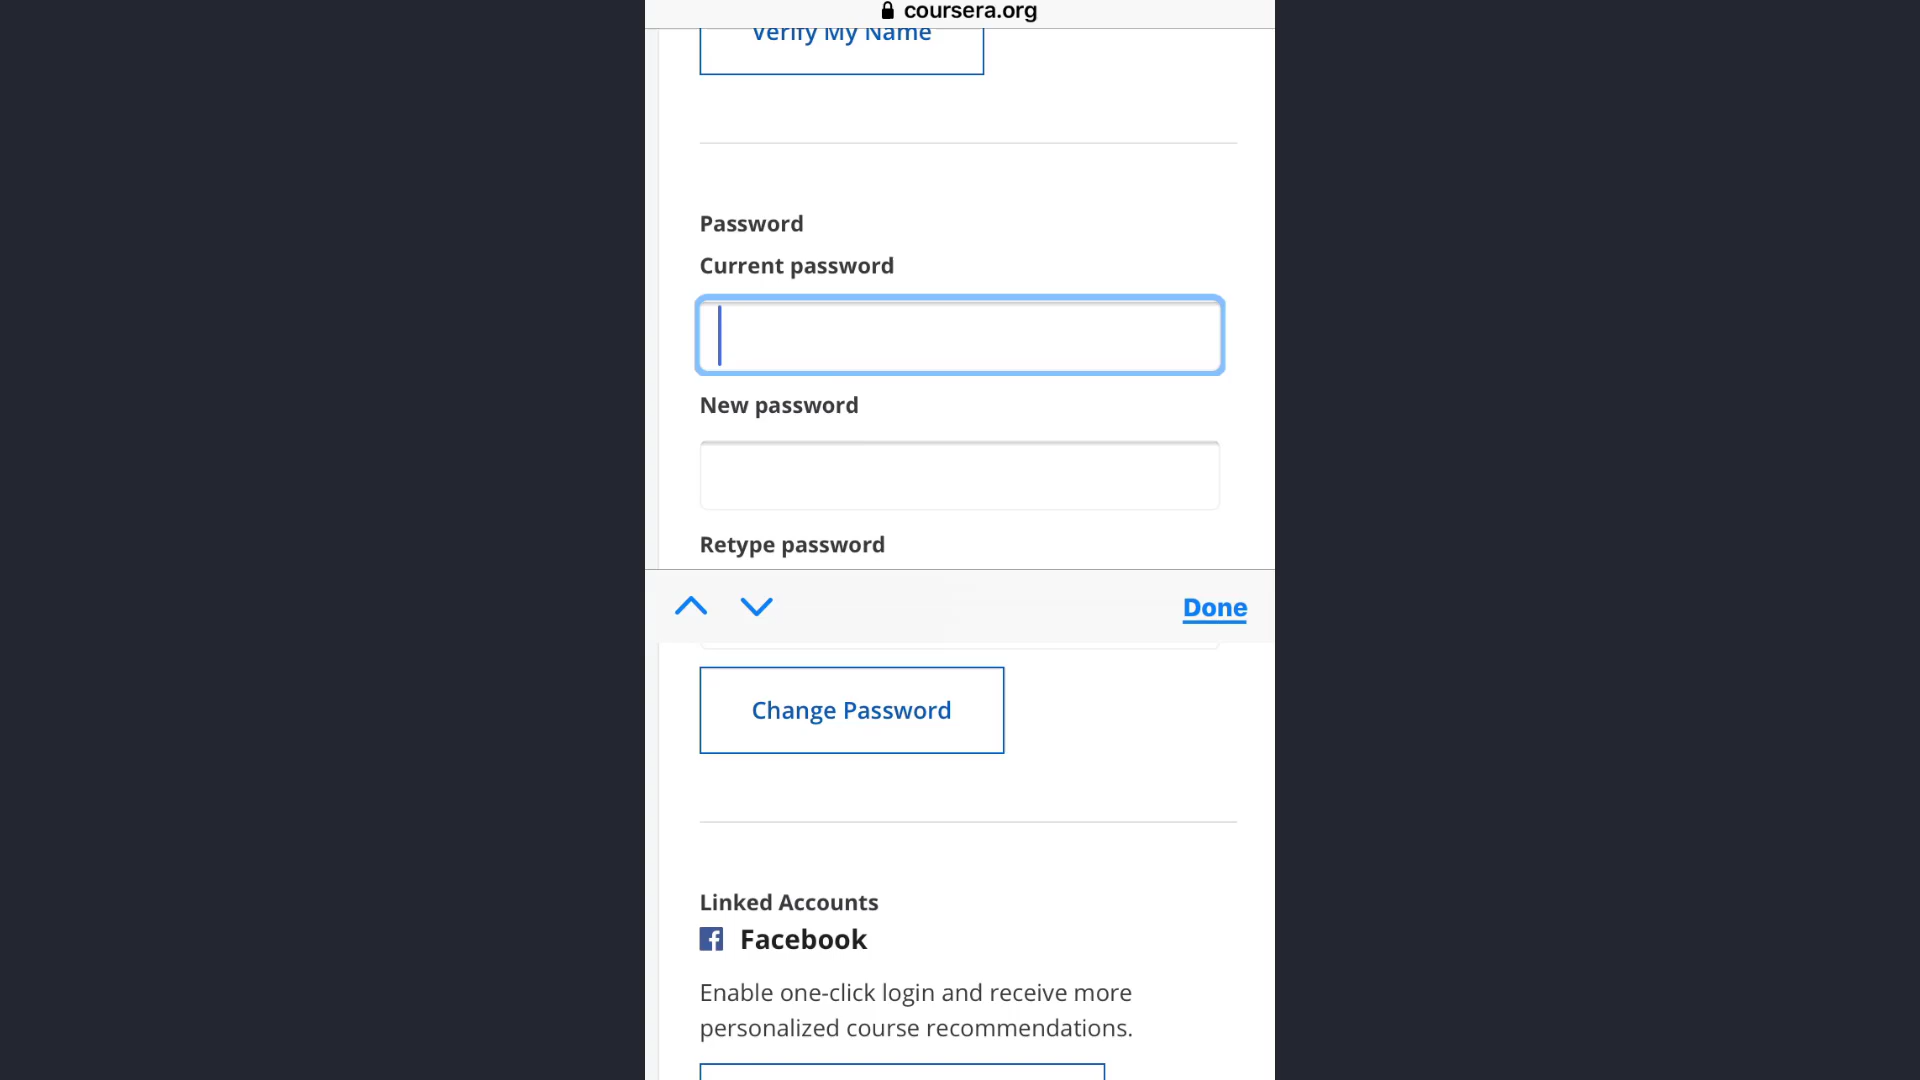 coursera.org
Verify My Name
Password
Current password
New password
Retype password
Done
Change Password
Linked Accounts
Facebook
Enable one-click login and receive more
personalized course recommendations.